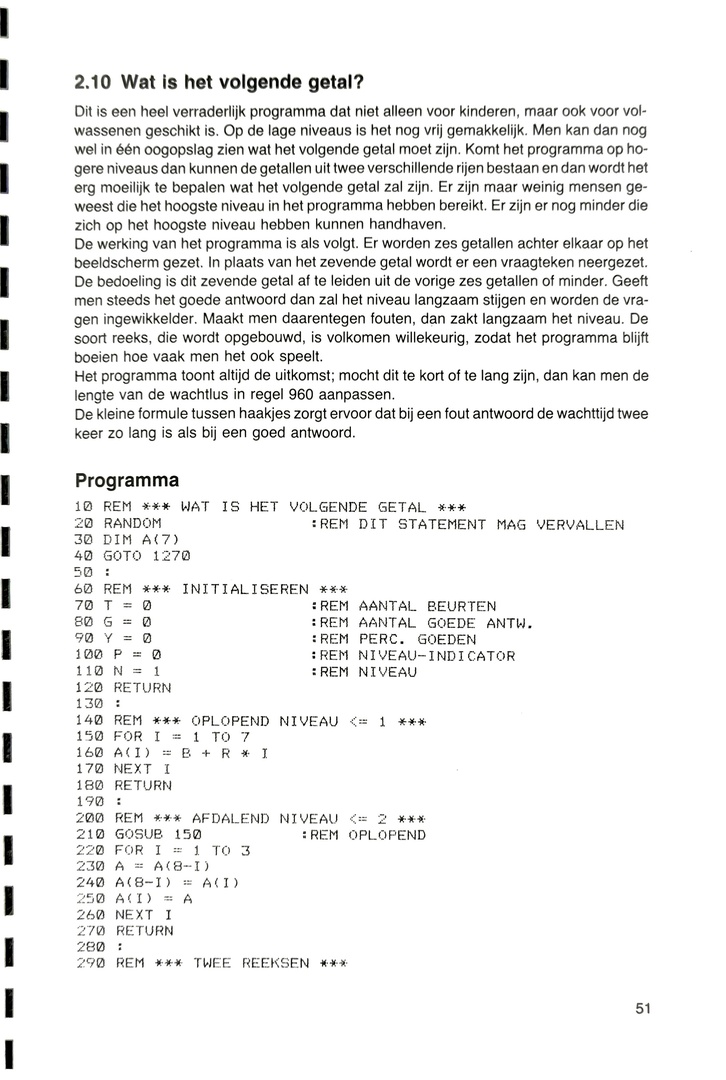 2.10 Wat is het volgende getal?
Dit is een heel verraderlijk programma dat niet alleen voor kinderen, maar ook voor vol-
wassenen geschikt is. Op de lage niveaus is het nog vrij gemakkelijk. Men kan dan nog
wel in één oogopslag zien wat het volgende getal moet zijn. Komt het programma op ho-
gere niveaus dan kunnen de getallen uit twee verschillende rijen bestaan en dan wordt het
erg moeilijk te bepalen wat het volgende getal zal zijn. Er zijn maar weinig mensen ge-
weest die het hoogste niveau in het programma hebben bereikt. Er zijn er nog minder die
zich op het hoogste niveau hebben kunnen handhaven.
De werking van het programma is als volgt. Er worden zes getallen achter elkaar op het
beeldscherm gezet. In plaats van het zevende getal wordt er een vraagteken neergezet.
De bedoeling is dit zevende getal af te leiden uit de vorige zes getallen of minder. Geeft
men steeds het goede antwoord dan zal het niveau langzaam stijgen en worden de vra-
gen ingewikkelder. Maakt men daarentegen fouten, dan zakt langzaam het niveau. De
soort reeks, die wordt opgebouwd, is volkomen willekeurig, zodat het programma blijft
boeien hoe vaak men het ook speelt.
Het programma toont altijd de uitkomst; mocht dit te kort of te lang zijn, dan kan men de
lengte van de wachtlus in regel 960 aanpassen.
De kleine formule tussen haakjes zorgt ervoor dat bij een fout antwoord de wachttijd twee
keer zo lang is als bij een goed antwoord.
Programma
10 REM *** WAT IS HET VOLGENDE GETAL ***
20 RANDOM :REM DIT STATEMENT MAG VERVALLEN
30 DIM A(7)
40 GOTO 1270
50 :
60 REM *** INITIALISEREN ***
70 T = 0 :REM AANTAL BEURTEN
80 G = 0 :REM AANTAL GOEDE ANTW.
90 Y = 0 :REM PERC. GOEDEN
100 P = 0 :REM NIVEAU-INDICATOR
110 N = 1 :REM NIVEAU
120 RETURN
130 :
140 REM *** OPLOPEND NIVEAU <= 1 ***
150 FOR I = 1 TO 7
160 A(I) = B + R * I
170 NEXT I
180 RETURN
190 :
200 REM *** AFDALEND NIVEAU <= 2 ***
210 GOSUB 150 :REM OPLOPEND
220 FOR I = 1 TO 3
230 A = A(8-I)
240 A(8-I) = A(I)
250 A(I) = A
260 NEXT I
270 RETURN
280 :
290 REM *** TWEE REEKSEN ***
51